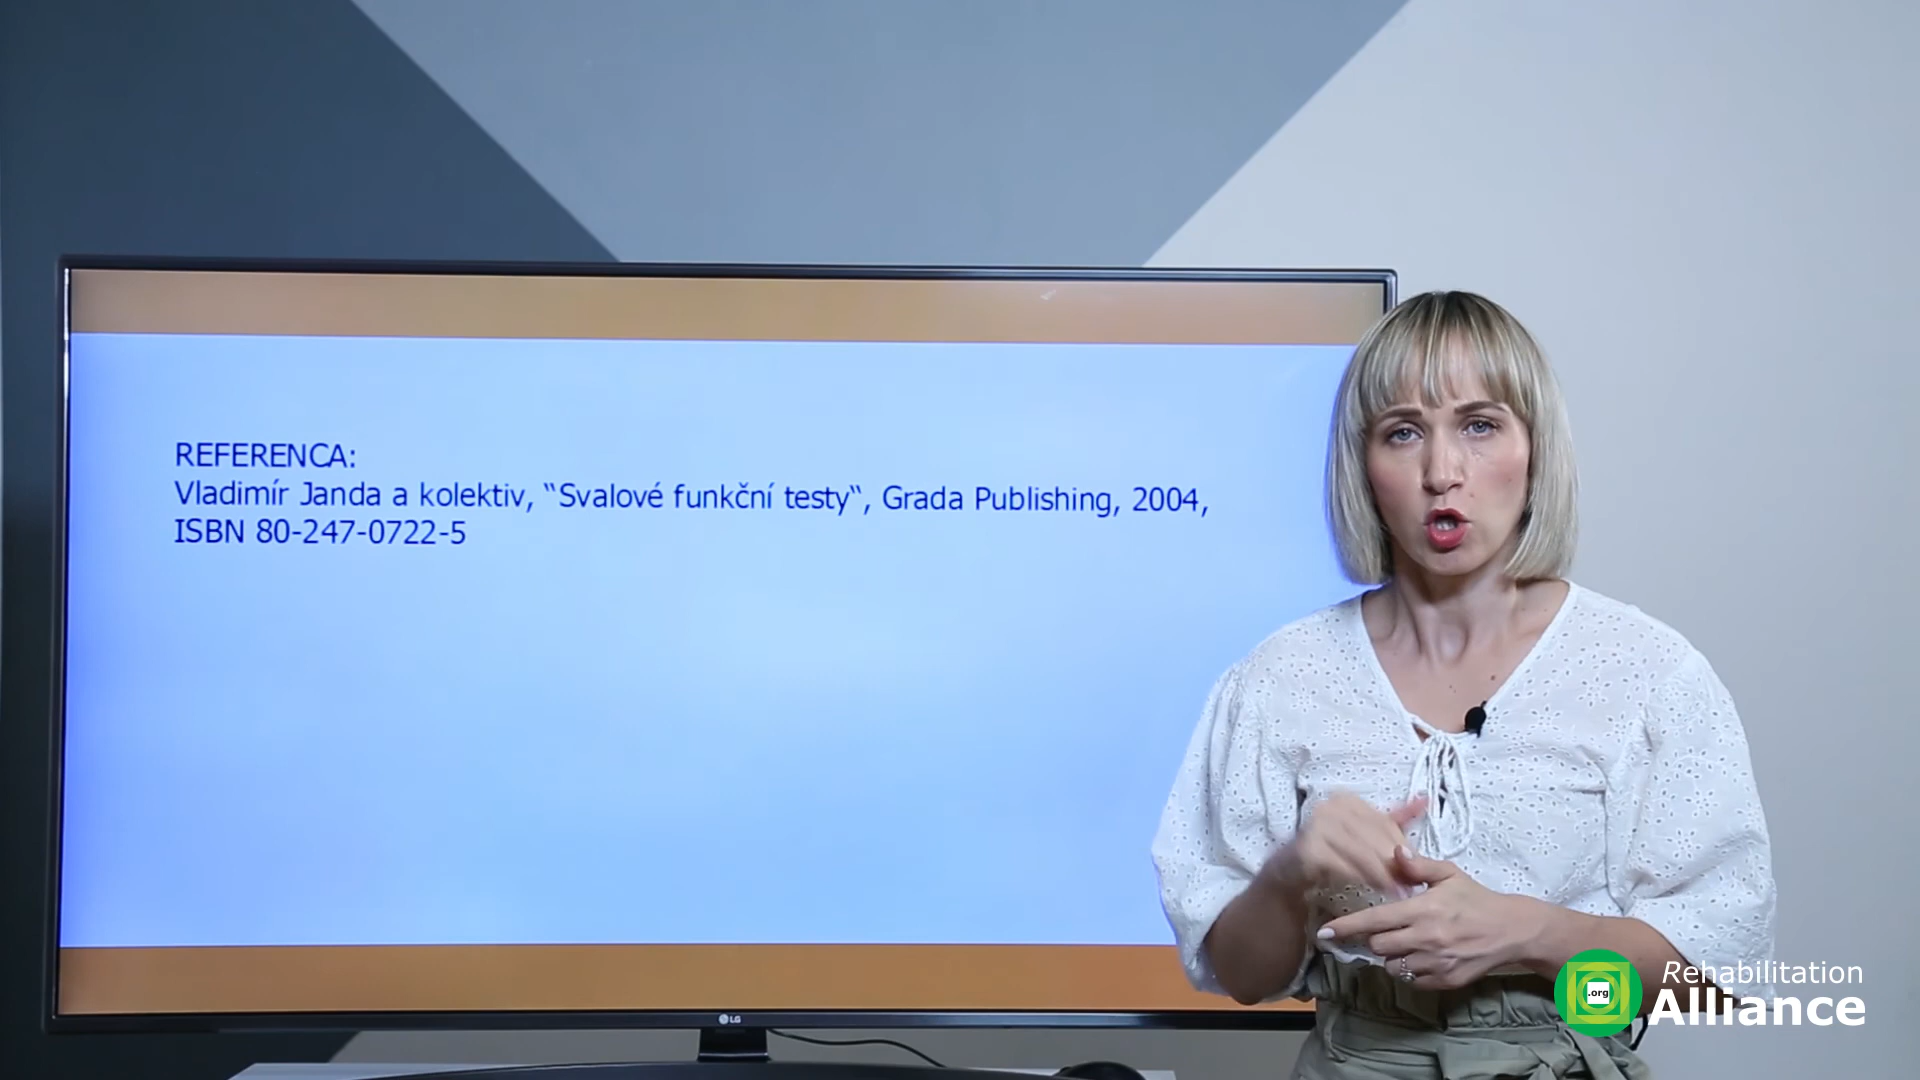 REFERENCA:
Vladimír Janda a kolektiv, “Svalové funkční testy“, Grada Publishing, 2004,
ISBN 80-247-0722-5
LG
.org
Rehabilitation
Alliance